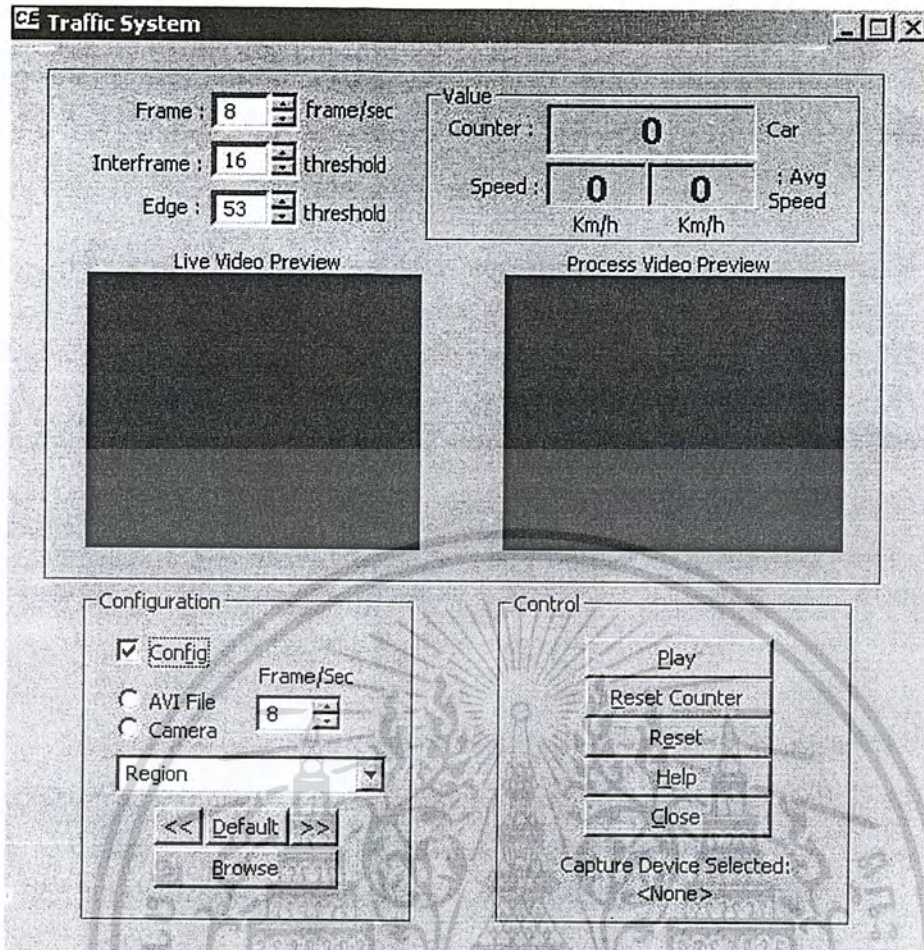 CE Traffic System
Frame : 8 frame/sec
Interframe : 16 threshold
Edge : 53 threshold
Value
Counter : 0 Car
Speed : 0 0 : Avg Speed
Km/h Km/h
Live Video Preview
Process Video Preview
Configuration
Config
AVI File
Camera
Frame/Sec
8
Region
<< Default >>
Browse
Control
Play
Reset Counter
Reset
Help
Close
Capture Device Selected:
<None>